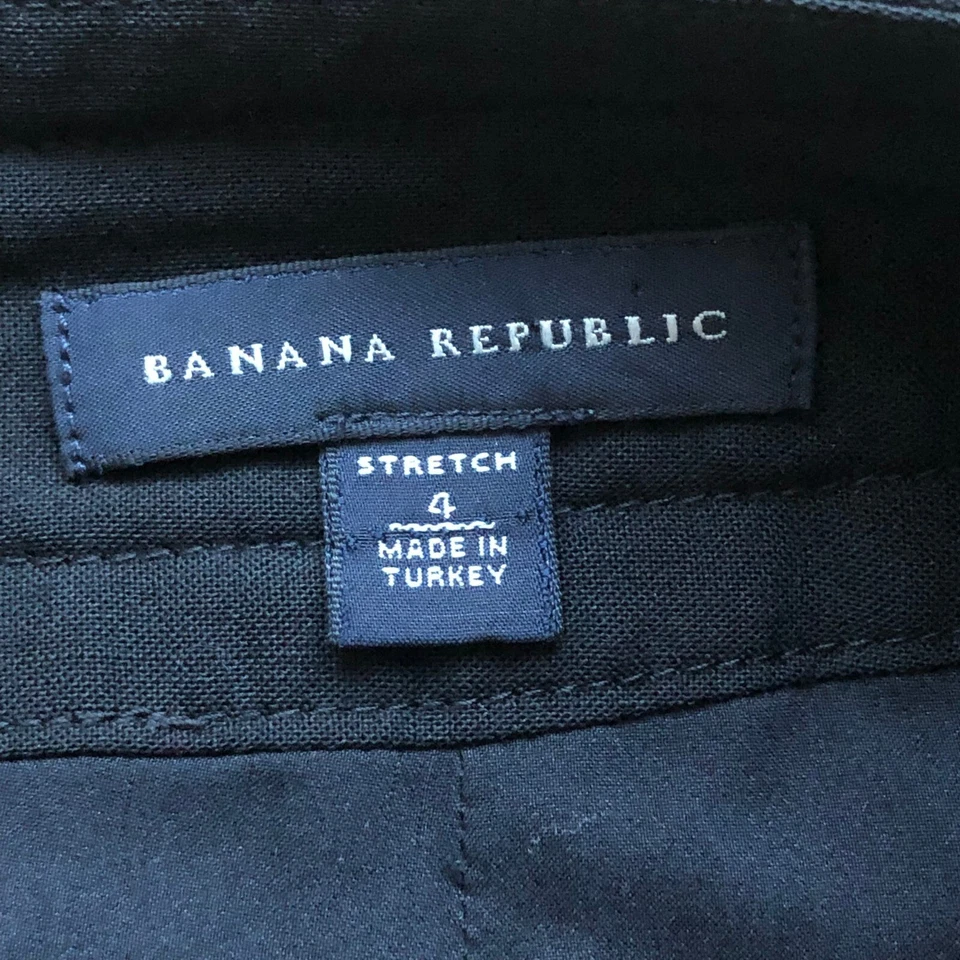 BANANA REPUBLIC
STRETCH
4
MADE IN
TURKEY